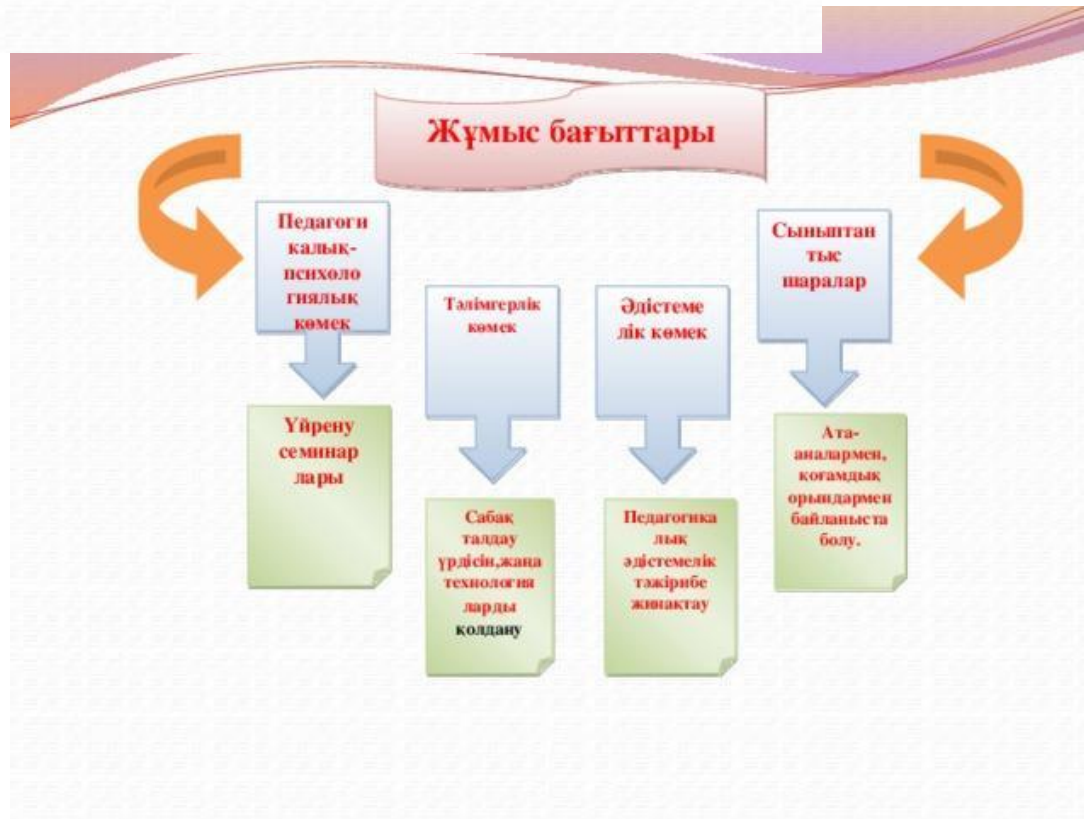 Жұмыс бағыттары
Педагоги
калық-
психоло
гиялық
көмек
Тәлімгерлік
көмек
Әдістеме
лік көмек
Сыныптан
тыс
шаралар
Үйрену
семинар
лары
Сабақ
талдау
үрдісін,жаңа
технология
ларды
қолдану
Педагогика
лық
әдістемелік
тәжірибе
жинақтау
Ата-
аналармен,
қоғамдық
орындармен
байланыста
болу.